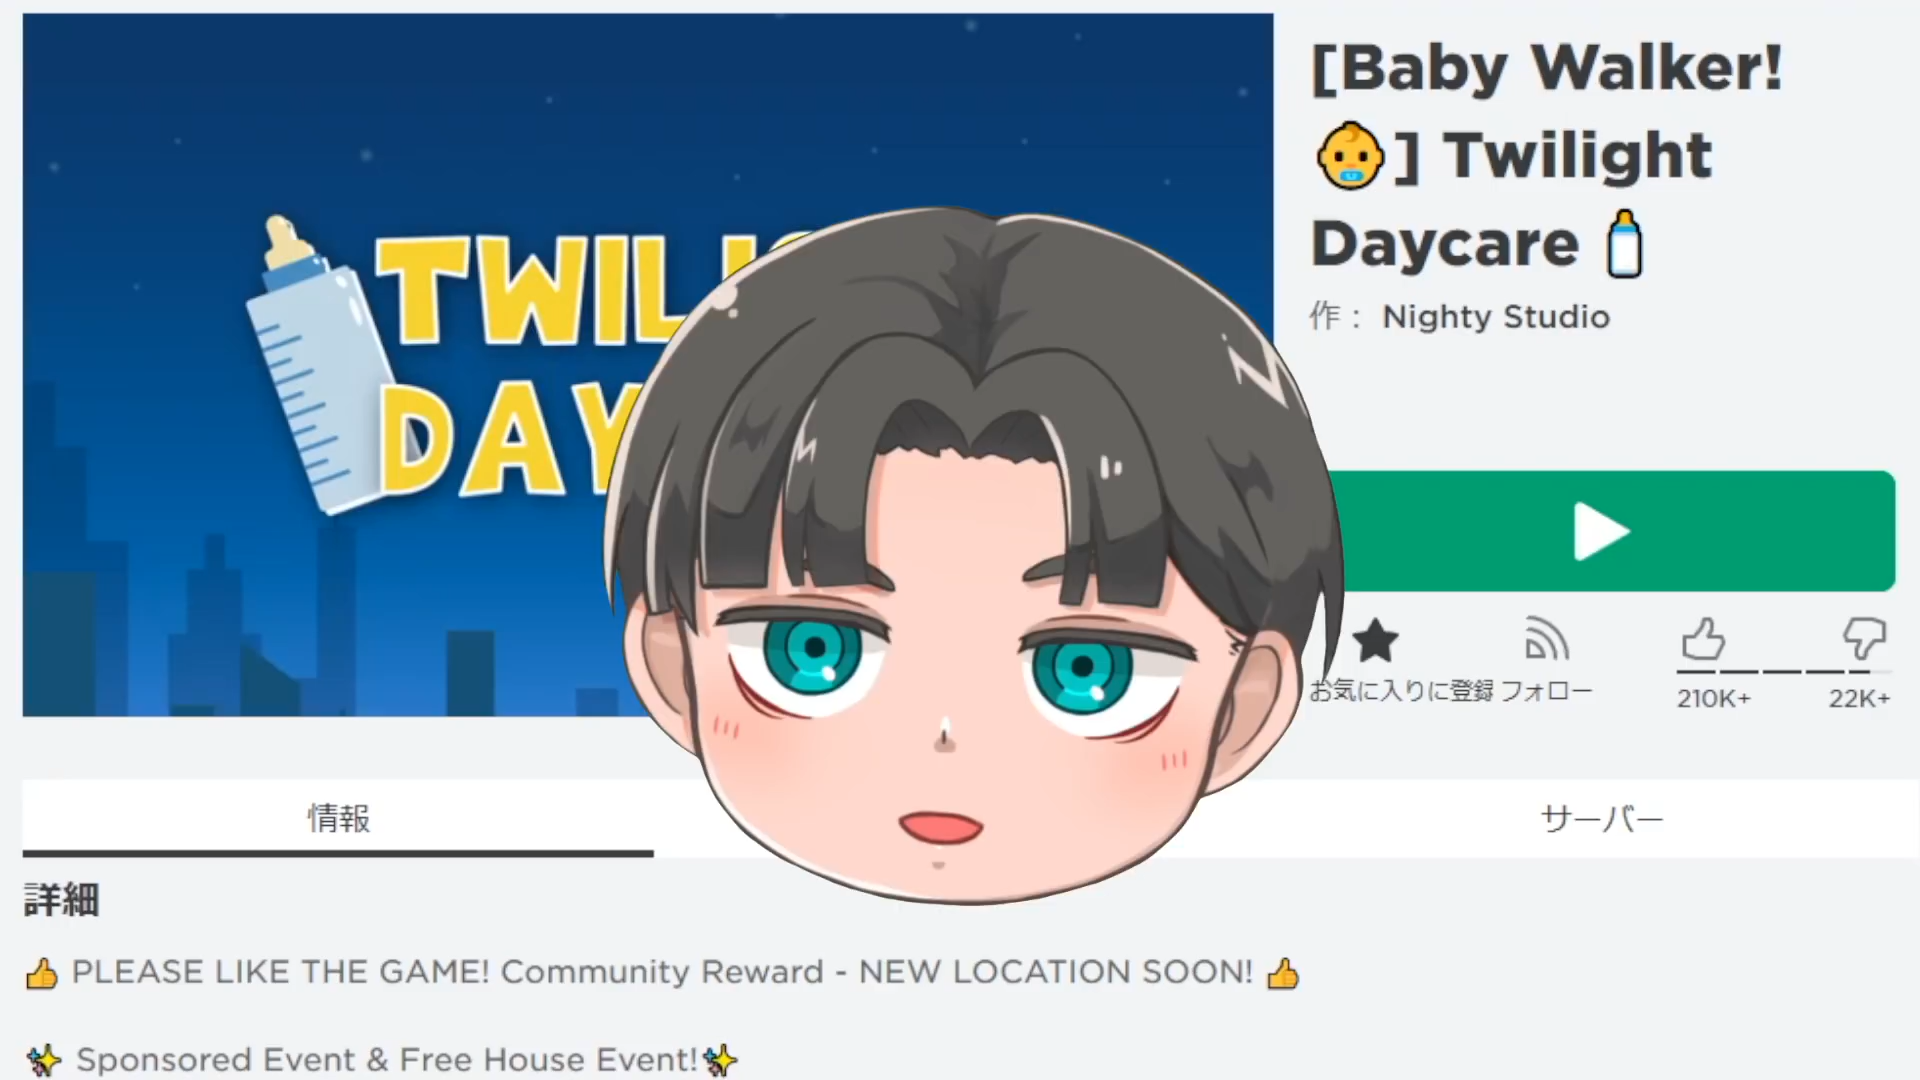 TWILI
DAY
[Baby Walker!
👶] Twilight
Daycare 🍼
作： Nighty Studio
お気に入りに登録 フォロー
210K+ 22K+
情報
サーバー
詳細
👍 PLEASE LIKE THE GAME! Community Reward - NEW LOCATION SOON! 👍
✨ Sponsored Event & Free House Event!✨